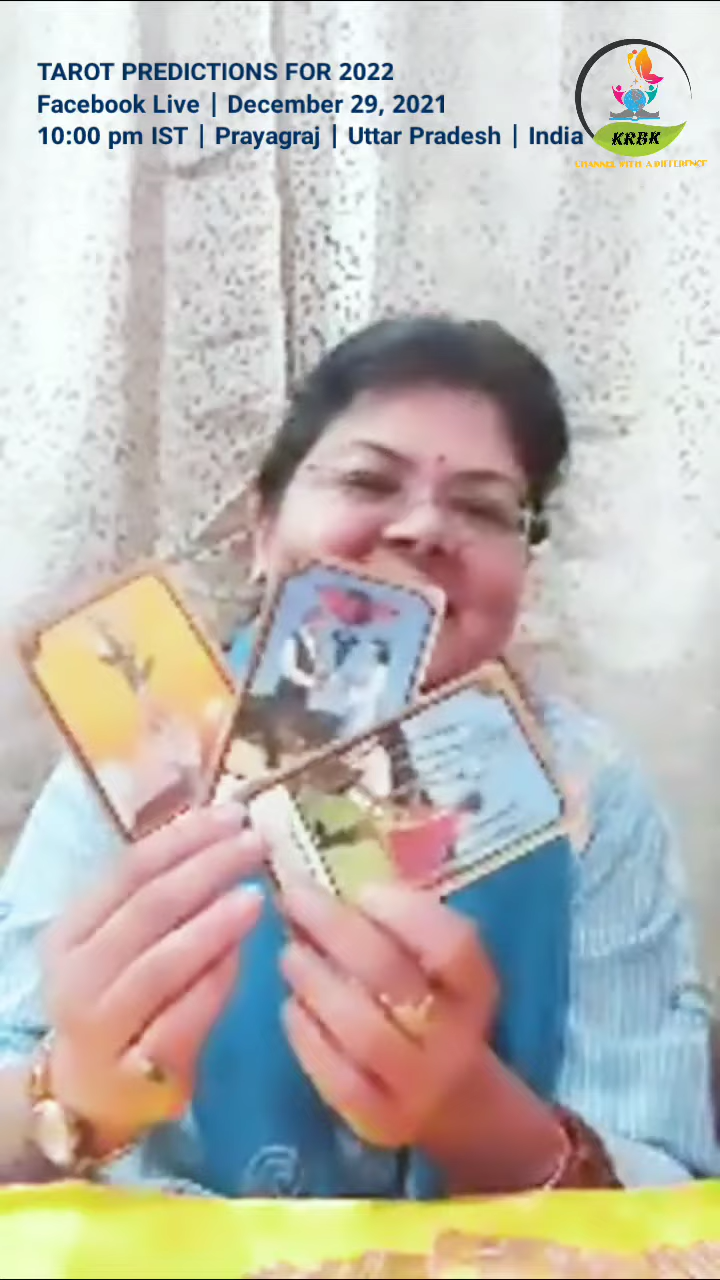 TAROT PREDICTIONS FOR 2022
Facebook Live | December 29, 2021
10:00 pm IST | Prayagraj | Uttar Pradesh | India
KRBK
CHANNEL WITH A DIFFERENCE